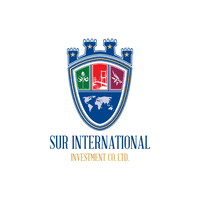 SUR INTERNATIONAL
INVESTMENT CO. LTD.